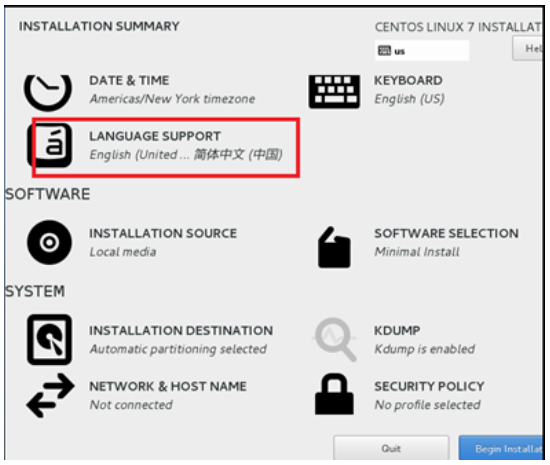 INSTALLATION SUMMARY
CENTOS LINUX 7 INSTALLAT
us
Hel
DATE & TIME
Americas/New York timezone
KEYBOARD
English (US)
LANGUAGE SUPPORT
English (United ... 简体中文 (中国)
SOFTWARE
INSTALLATION SOURCE
Local media
SOFTWARE SELECTION
Minimal Install
SYSTEM
INSTALLATION DESTINATION
Automatic partitioning selected
KDUMP
Kdump is enabled
NETWORK & HOST NAME
Not connected
SECURITY POLICY
No profile selected
Quit
Begin Installat